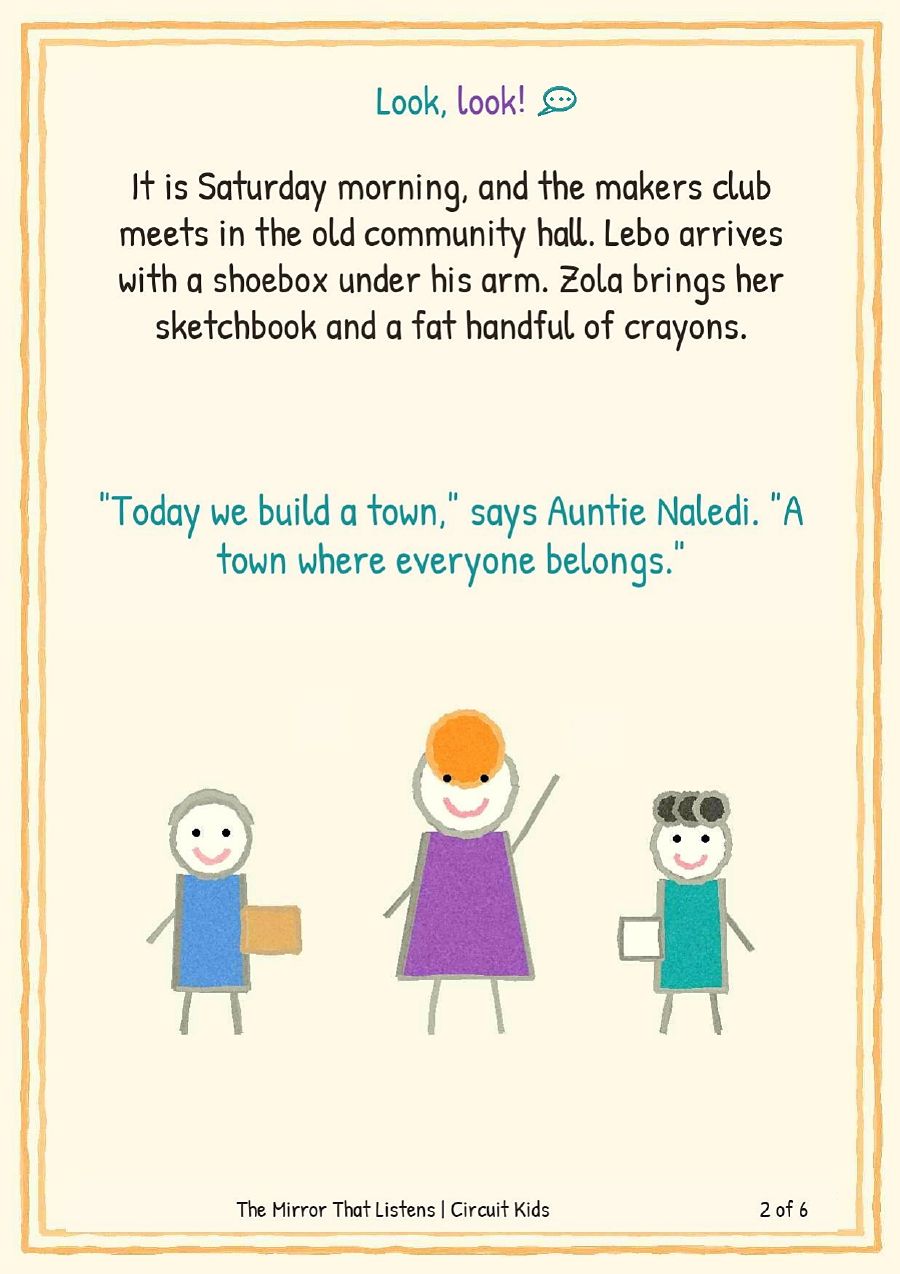 Look, look!
It is Saturday morning, and the makers club
meets in the old community hall. Lebo arrives
with a shoebox under his arm. Zola brings her
sketchbook and a fat handful of crayons.
"Today we build a town," says Auntie Naledi. "A
town where everyone belongs."
The Mirror That Listens | Circuit Kids
2 of 6